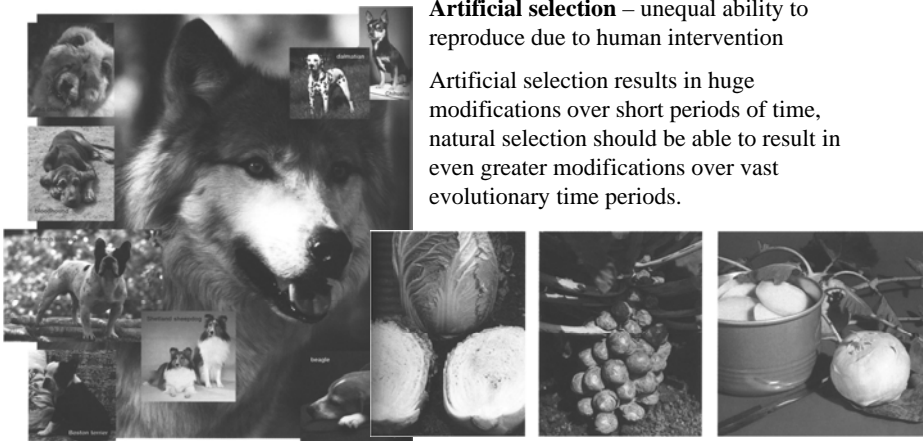 Artificial selection – unequal ability to
reproduce due to human intervention
Artificial selection results in huge
modifications over short periods of time,
natural selection should be able to result in
even greater modifications over vast
evolutionary time periods.
dalmatian
bloodhound
Shetland sheepdog
beagle
Boston terrier